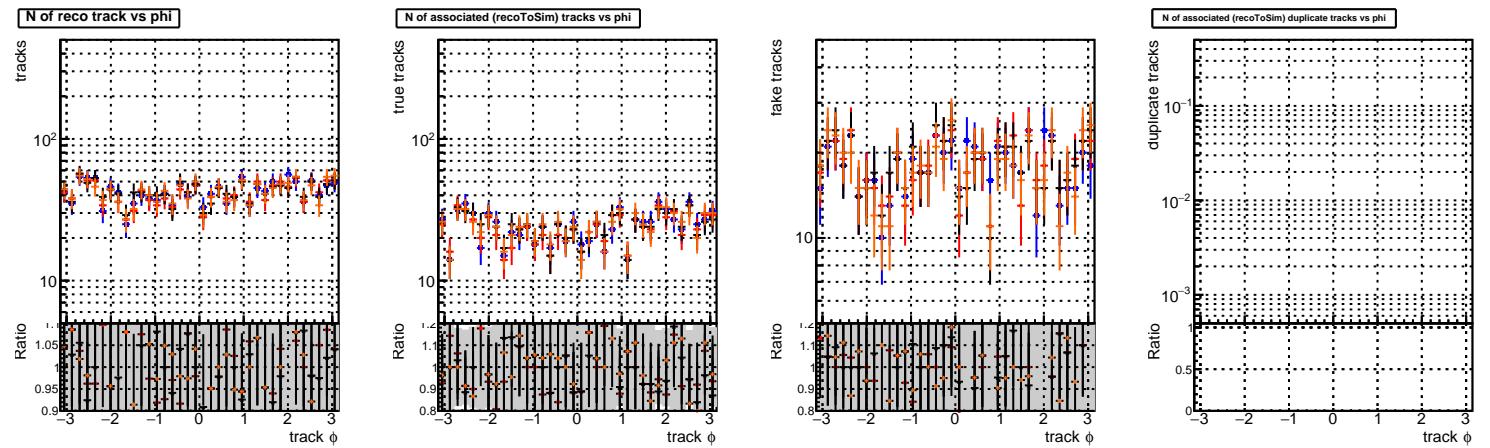 N of reco track vs phi
tracks
10²
10
Ratio
1.05
1
0.95
0.9
−3 −2 −1 0 1 2 3
track ϕ
N of associated (recoToSim) tracks vs phi
true tracks
10²
10
Ratio
1.2
1.1
1
0.9
0.8
−3 −2 −1 0 1 2 3
track ϕ
fake tracks
10
Ratio
1.2
1.1
1
0.9
0.8
−3 −2 −1 0 1 2 3
track ϕ
N of associated (recoToSim) duplicate tracks vs phi
duplicate tracks
10⁻¹
10⁻²
10⁻³
Ratio
1
0.5
0
−3 −2 −1 0 1 2 3
track ϕ